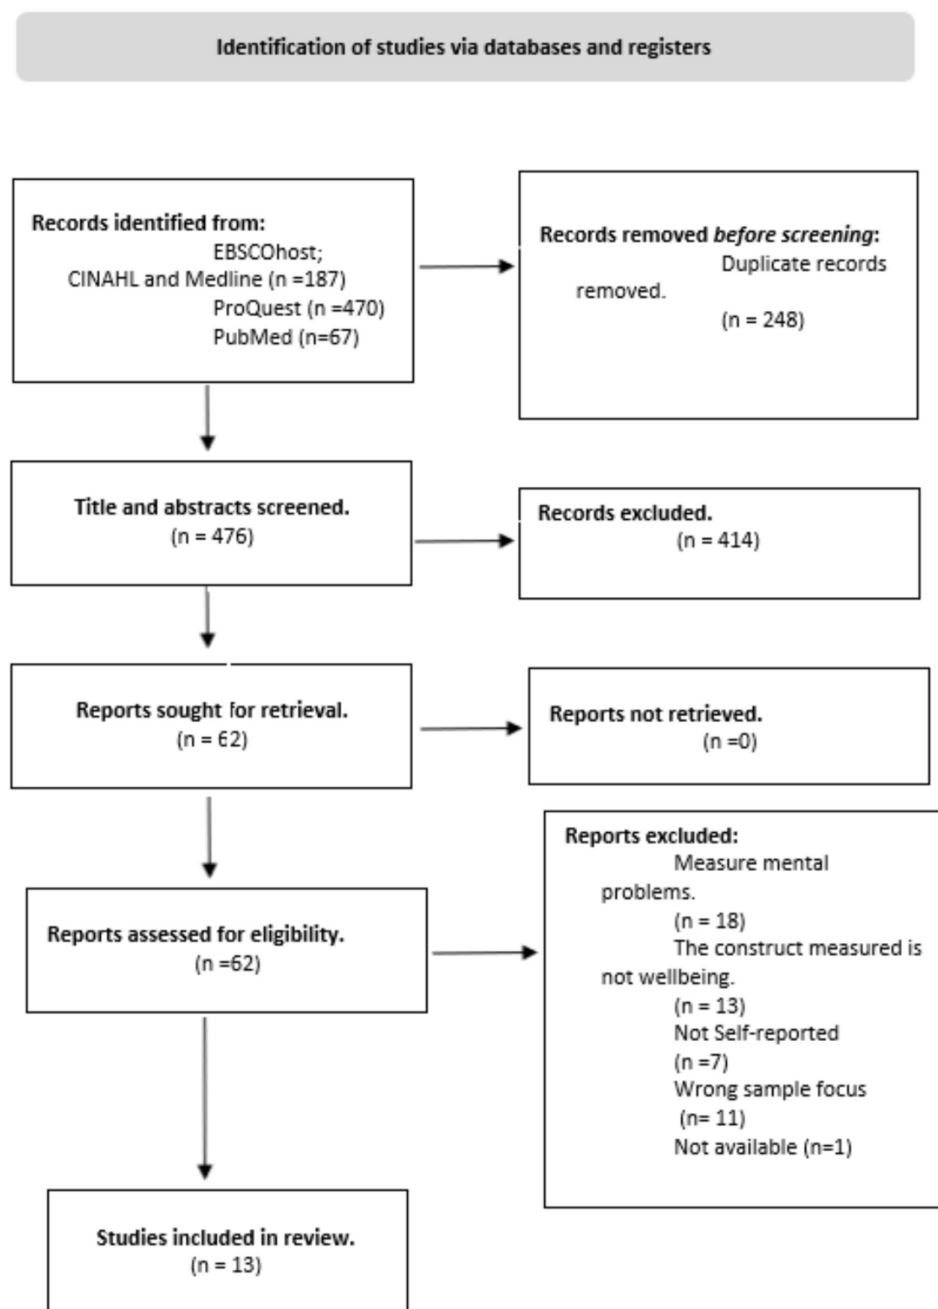 Identification of studies via databases and registers
Records identified from:
EBSCOhost;
CINAHL and Medline (n =187)
ProQuest (n =470)
PubMed (n=67)
Records removed before screening:
Duplicate records
removed.
(n = 248)
Title and abstracts screened.
(n = 476)
Records excluded.
(n = 414)
Reports sought for retrieval.
(n = 62)
Reports not retrieved.
(n =0)
Reports assessed for eligibility.
(n =62)
Reports excluded:
Measure mental
problems.
(n = 18)
The construct measured is
not wellbeing.
(n = 13)
Not Self-reported
(n =7)
Wrong sample focus
(n= 11)
Not available (n=1)
Studies included in review.
(n = 13)